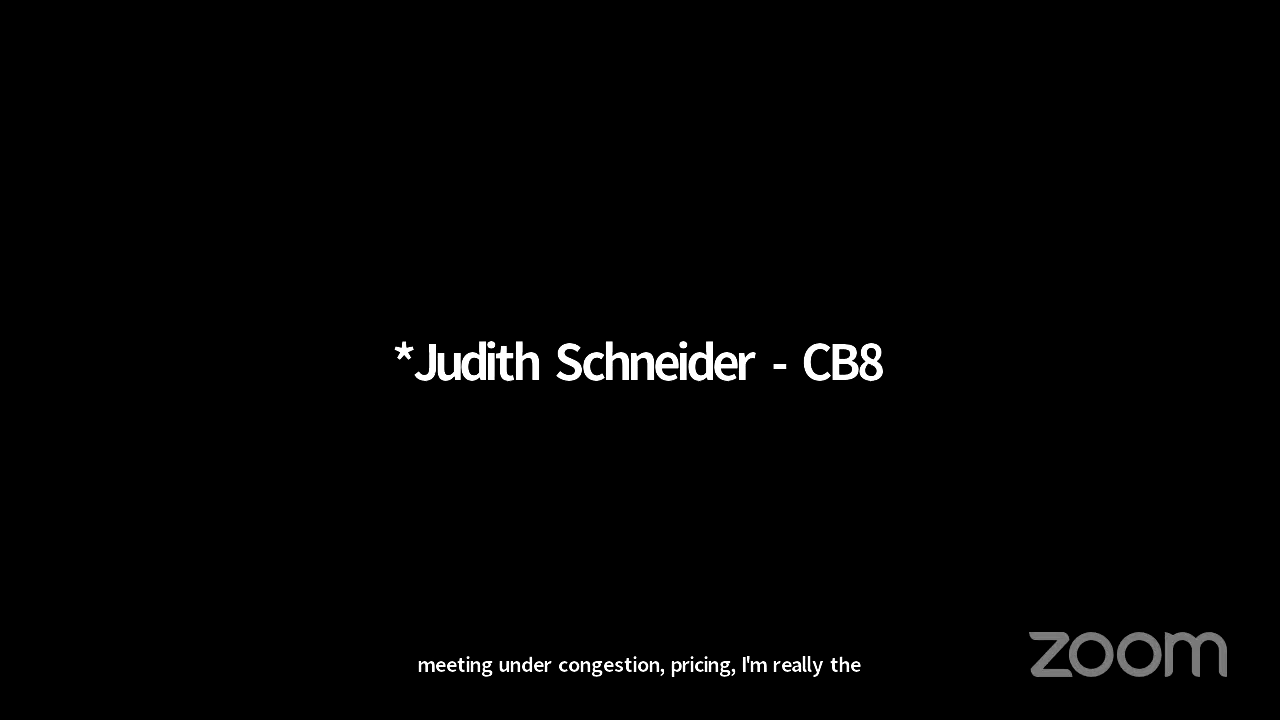 *Judith Schneider - CB8
meeting under congestion, pricing, I'm really the
zoom